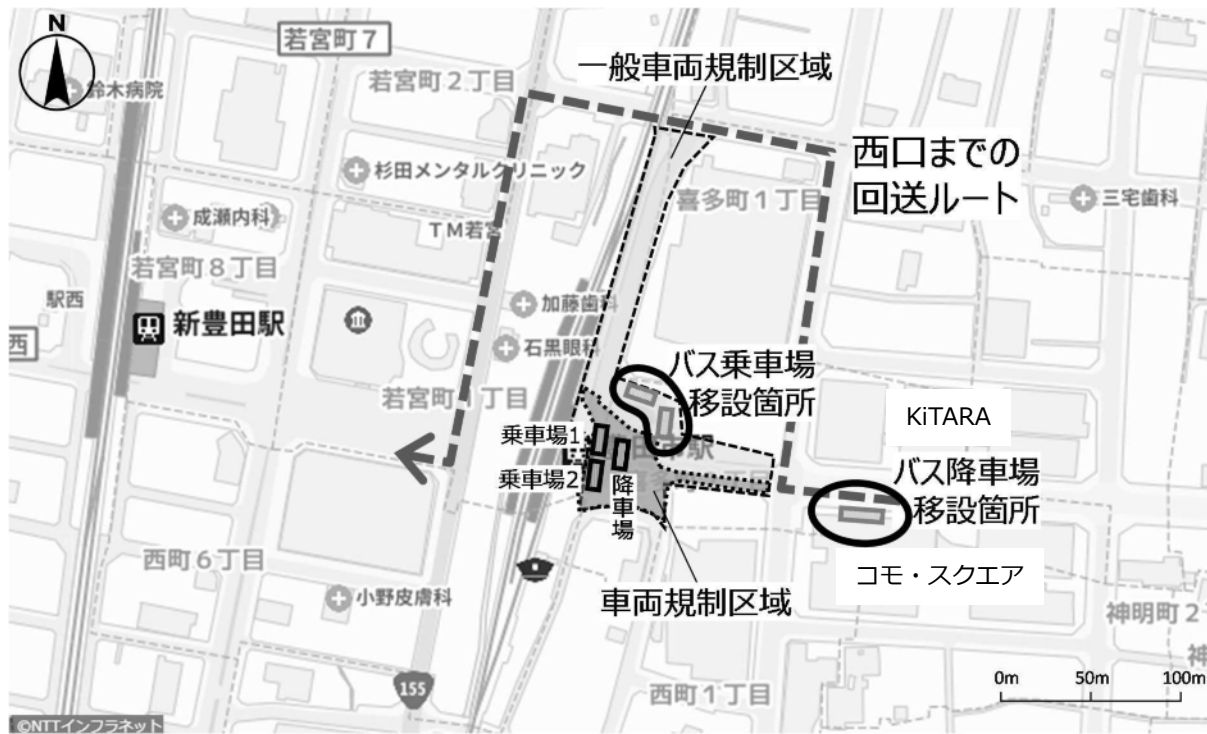 N
若宮町7
若宮町2丁目
一般車両規制区域
鈴木病院
西口までの
回送ルート
杉田メンタルクリニック
喜多町1丁目
三宅歯科
成瀬内科
TM若宮
若宮町8丁目
駅西
加藤歯科
新豊田駅
西
石黒眼科
バス乗車場
移設箇所
若宮町
丁目
KiTARA
乗車場1
田市駅
乗車場2
降車場
バス降車場
移設箇所
西町6丁目
コモ・スクエア
小野皮膚科
車両規制区域
神明町2
神
0m
50m
100m
155
西町1丁目
©NTTインフラネット